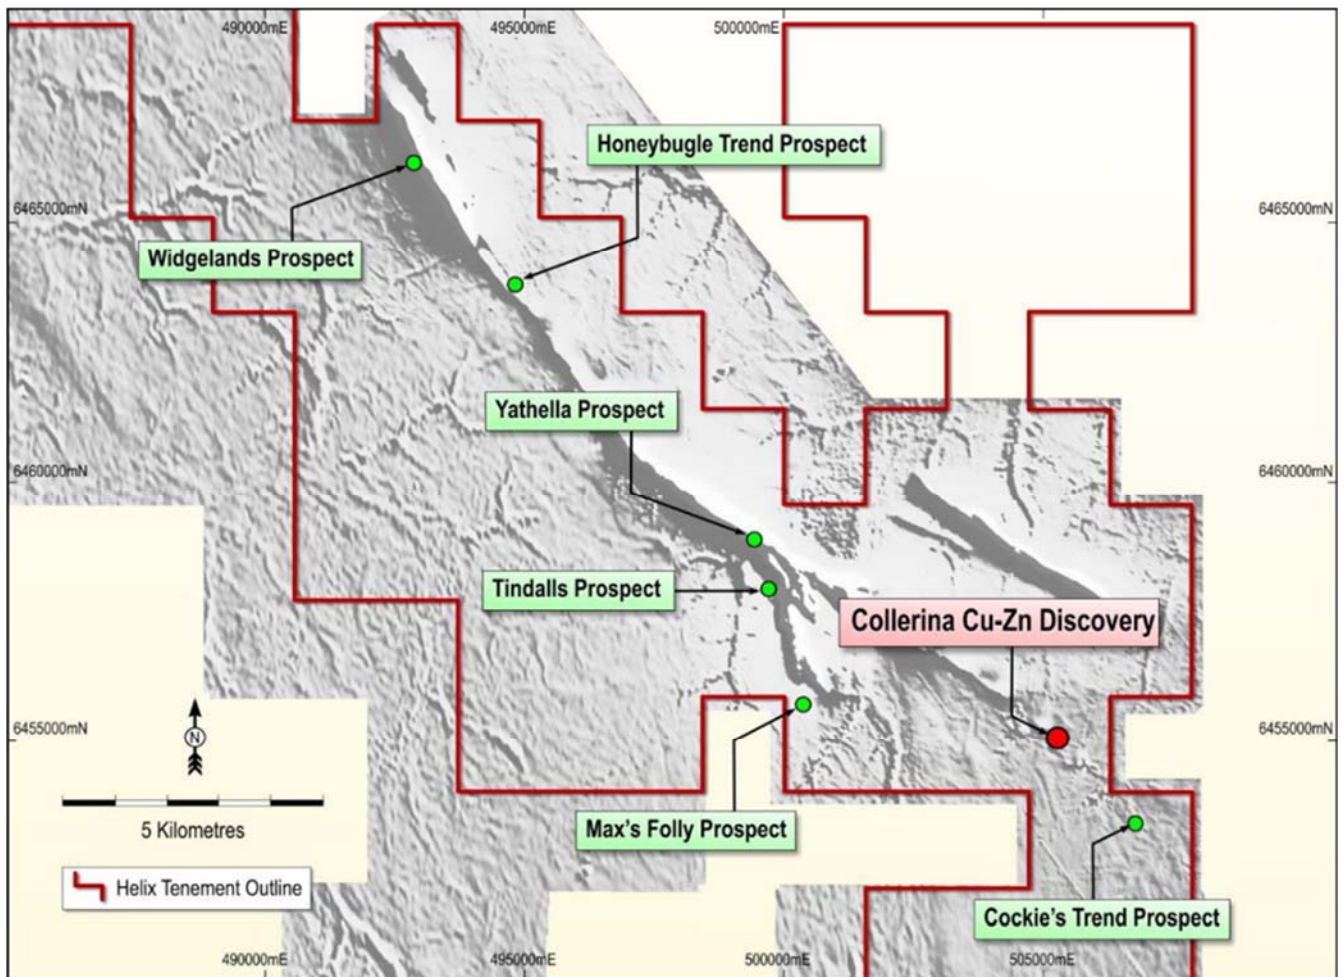 490000mE
495000mE
500000mE
Honeybugle Trend Prospect
6465000mN
6465000mN
Widgelands Prospect
Yathella Prospect
6460000mN
6460000mN
Tindalls Prospect
Collerina Cu-Zn Discovery
6455000mN
6455000mN
N
5 Kilometres
Max's Folly Prospect
Helix Tenement Outline
Cockie's Trend Prospect
490000mE
495000mE
500000mE
505000mE